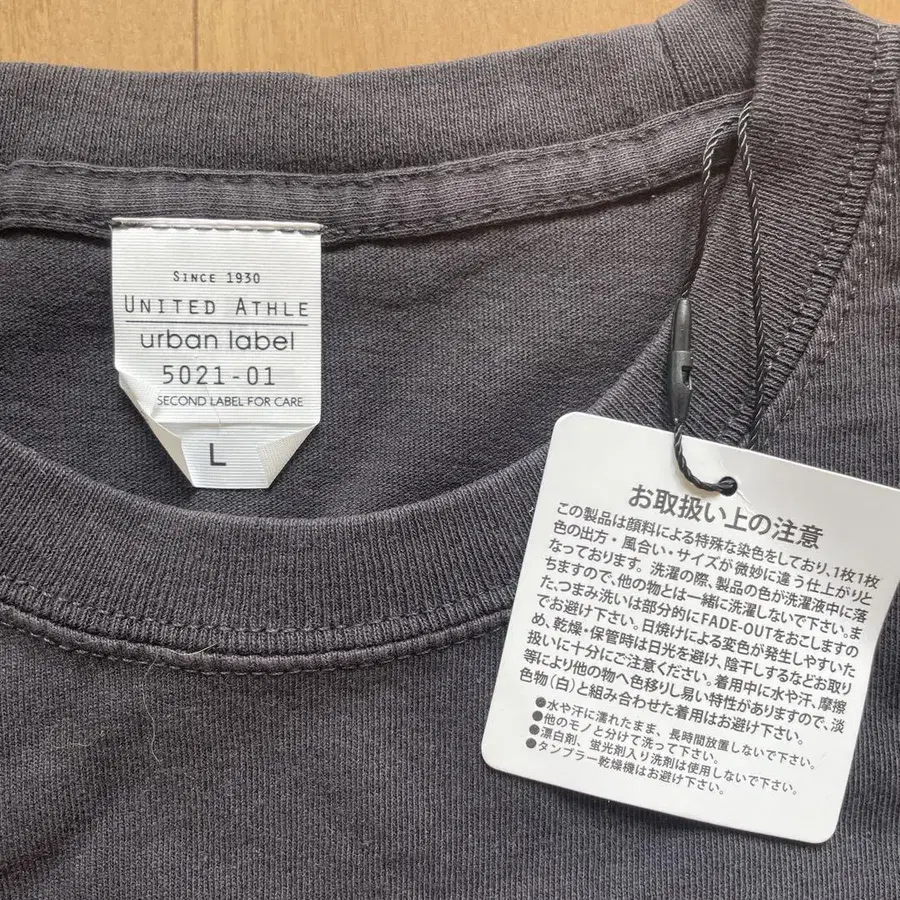 SINCE 1930
UNITED ATHLE
urban label
5021-01
SECOND LABEL FOR CARE
L
お取扱い上の注意
この製品は顔料による特殊な染色をしており、1枚1枚
色の出方・風合い・サイズが微妙に違う仕上がりと
なっております。洗濯の際、製品の色が洗濯液中に落
ちますので、他の物とは一緒に洗濯しないで下さい。ま
た、つまみ洗いは部分的にFADE-OUTをおこしますの
でお避け下さい。日焼けによる変色が発生しやすいた
め、乾燥・保管時は日光を避け、陰干しするなどお取り
扱いに十分にご注意ください。着用中に水や汗、摩擦
等により他の物へ色移りし易い特性がありますので、淡
色物(白)と組み合わせた着用はお避け下さい。
●水や汗に濡れたまま、長時間放置しないで下さい。
●他のモノと分けて洗って下さい。
●漂白剤、蛍光剤入り洗剤は使用しないで下さい。
●タンブラー乾燥機はお避け下さい。